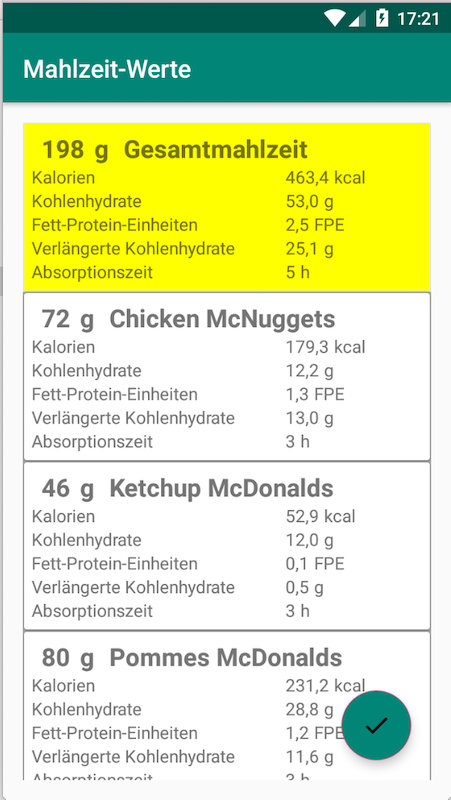 17:21
Mahlzeit-Werte
198 g Gesamtmahlzeit
Kalorien 463,4 kcal
Kohlenhydrate 53,0 g
Fett-Protein-Einheiten 2,5 FPE
Verlängerte Kohlenhydrate 25,1 g
Absorptionszeit 5 h
72 g Chicken McNuggets
Kalorien 179,3 kcal
Kohlenhydrate 12,2 g
Fett-Protein-Einheiten 1,3 FPE
Verlängerte Kohlenhydrate 13,0 g
Absorptionszeit 3 h
46 g Ketchup McDonalds
Kalorien 52,9 kcal
Kohlenhydrate 12,0 g
Fett-Protein-Einheiten 0,1 FPE
Verlängerte Kohlenhydrate 0,5 g
Absorptionszeit 3 h
80 g Pommes McDonalds
Kalorien 231,2 kcal
Kohlenhydrate 28,8 g
Fett-Protein-Einheiten 1,2 FPE
Verlängerte Kohlenhydrate 11,6 g
Absorptionszeit 3 h